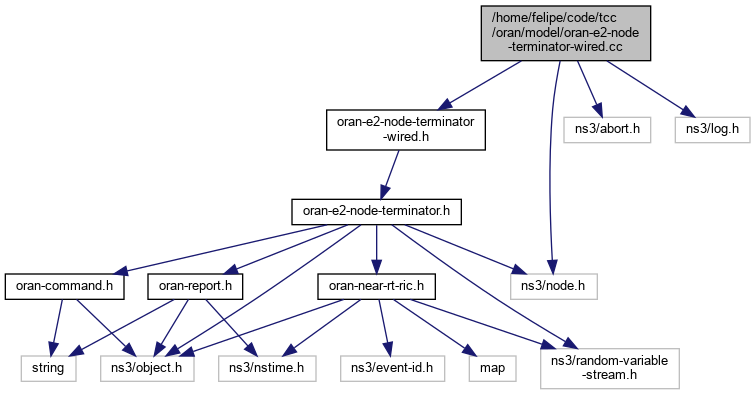 /home/felipe/code/tcc
/oran/model/oran-e2-node
-terminator-wired.cc
oran-e2-node-terminator
-wired.h
ns3/abort.h
ns3/log.h
oran-e2-node-terminator.h
oran-command.h
oran-report.h
oran-near-rt-ric.h
ns3/node.h
string
ns3/object.h
ns3/nstime.h
ns3/event-id.h
map
ns3/random-variable
-stream.h